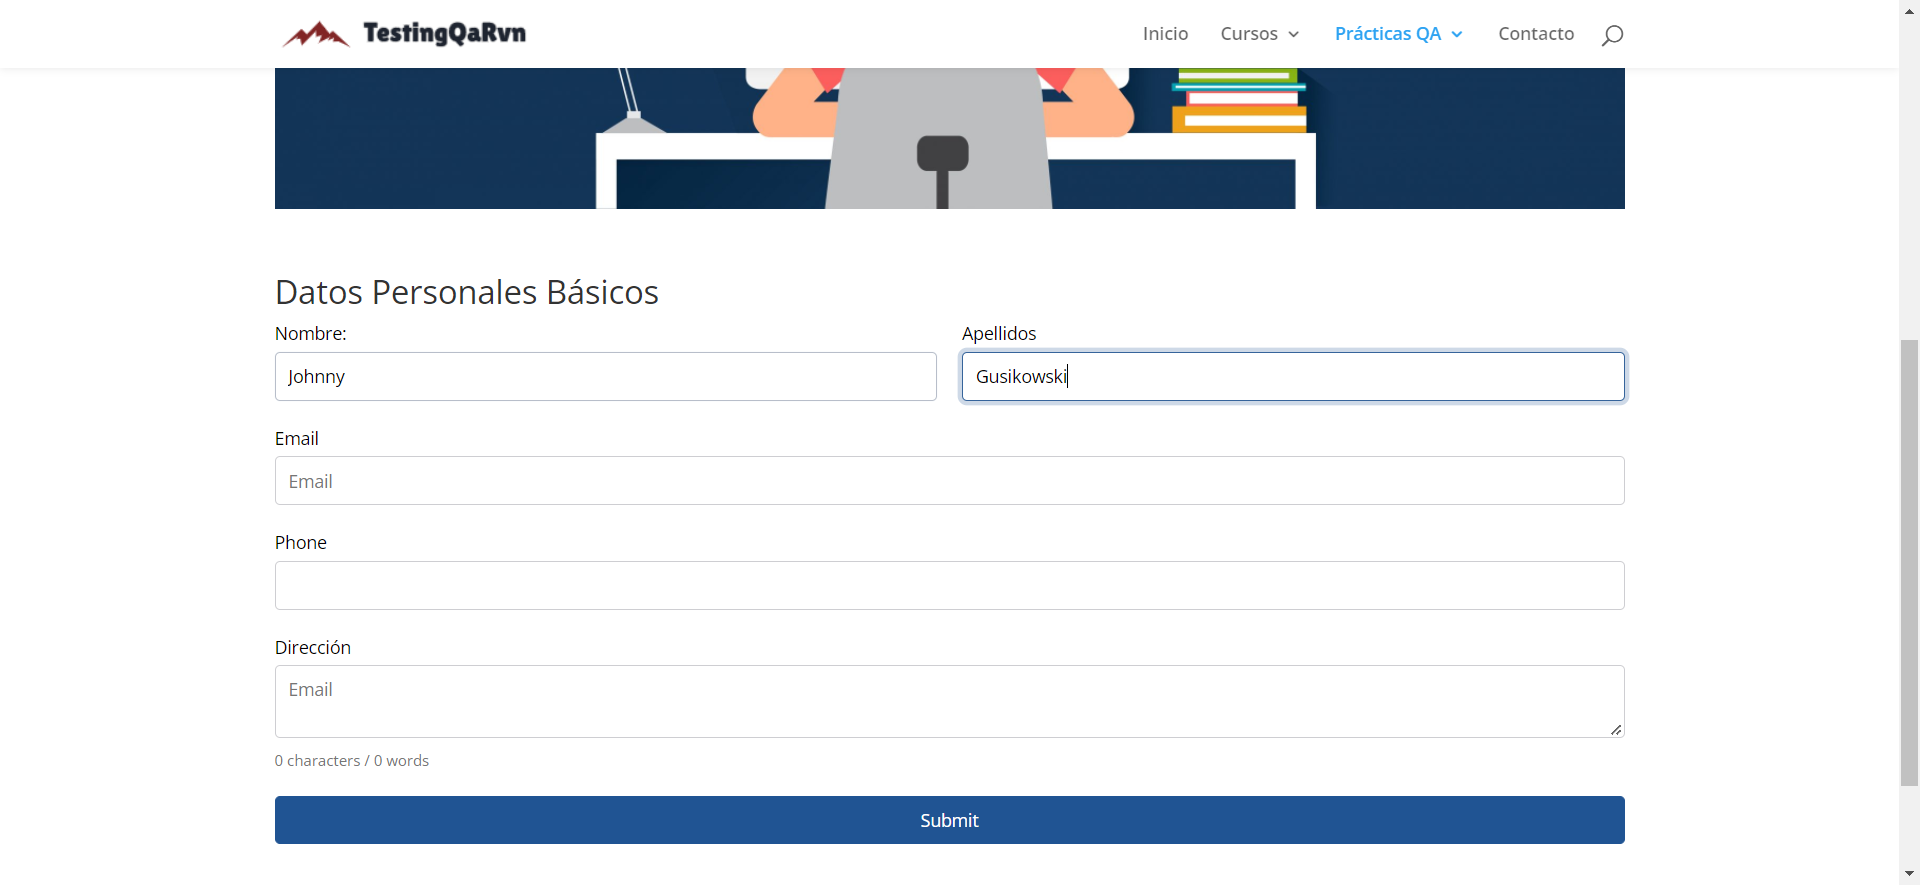 TestingQaRvn
Inicio Cursos Prácticas QA Contacto
Datos Personales Básicos
Nombre: Apellidos
Johnny Gusikowski
Email
Email
Phone
Dirección
Email
0 characters / 0 words
Submit